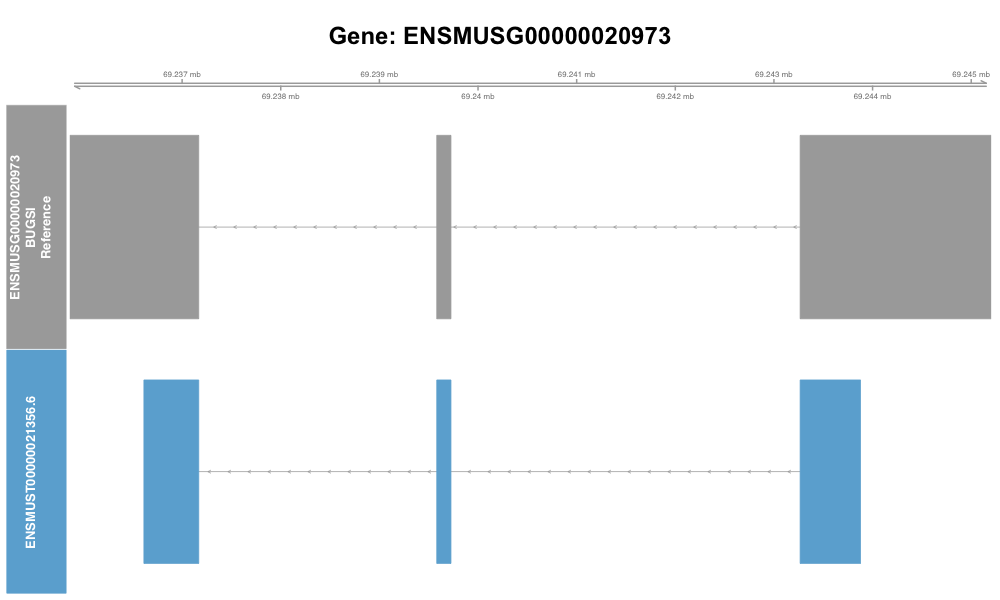 Gene: ENSMUSG00000020973
69.237 mb
69.239 mb
69.241 mb
69.243 mb
69.245 mb
69.238 mb
69.24 mb
69.242 mb
69.244 mb
ENSMUSG00000020973
BUGSI
Reference
ENSMUST00000021356.6